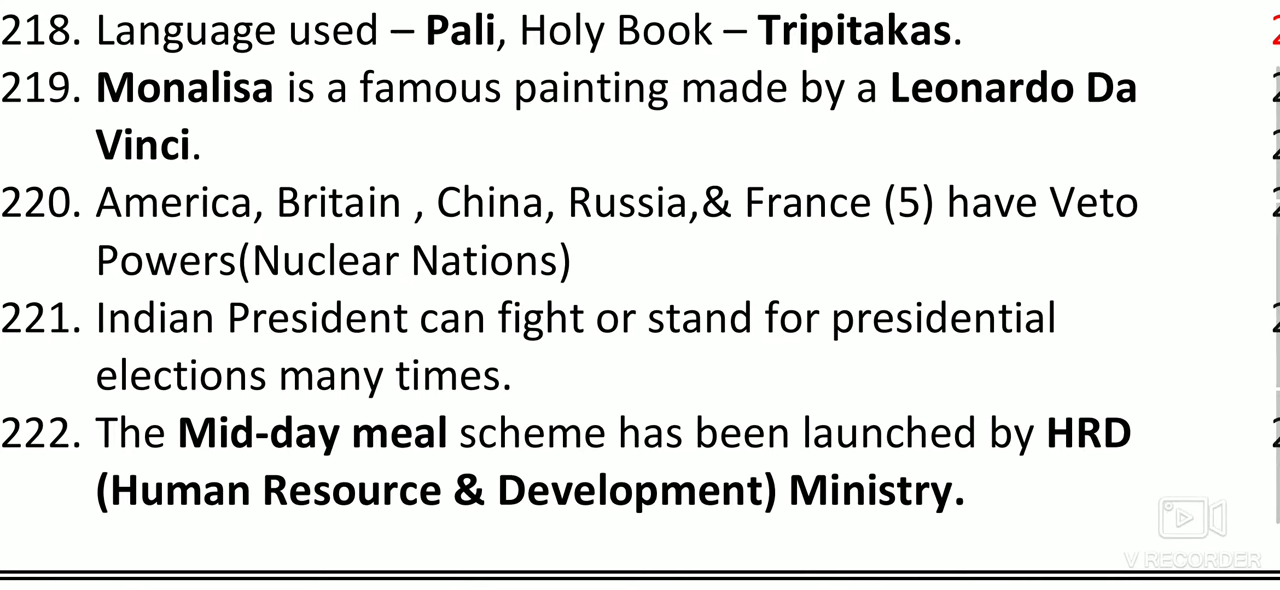 218. Language used – Pali, Holy Book – Tripitakas.
219. Monalisa is a famous painting made by a Leonardo Da
Vinci.
220. America, Britain , China, Russia,& France (5) have Veto
Powers(Nuclear Nations)
221. Indian President can fight or stand for presidential
elections many times.
222. The Mid-day meal scheme has been launched by HRD
(Human Resource & Development) Ministry.
V RECORDER